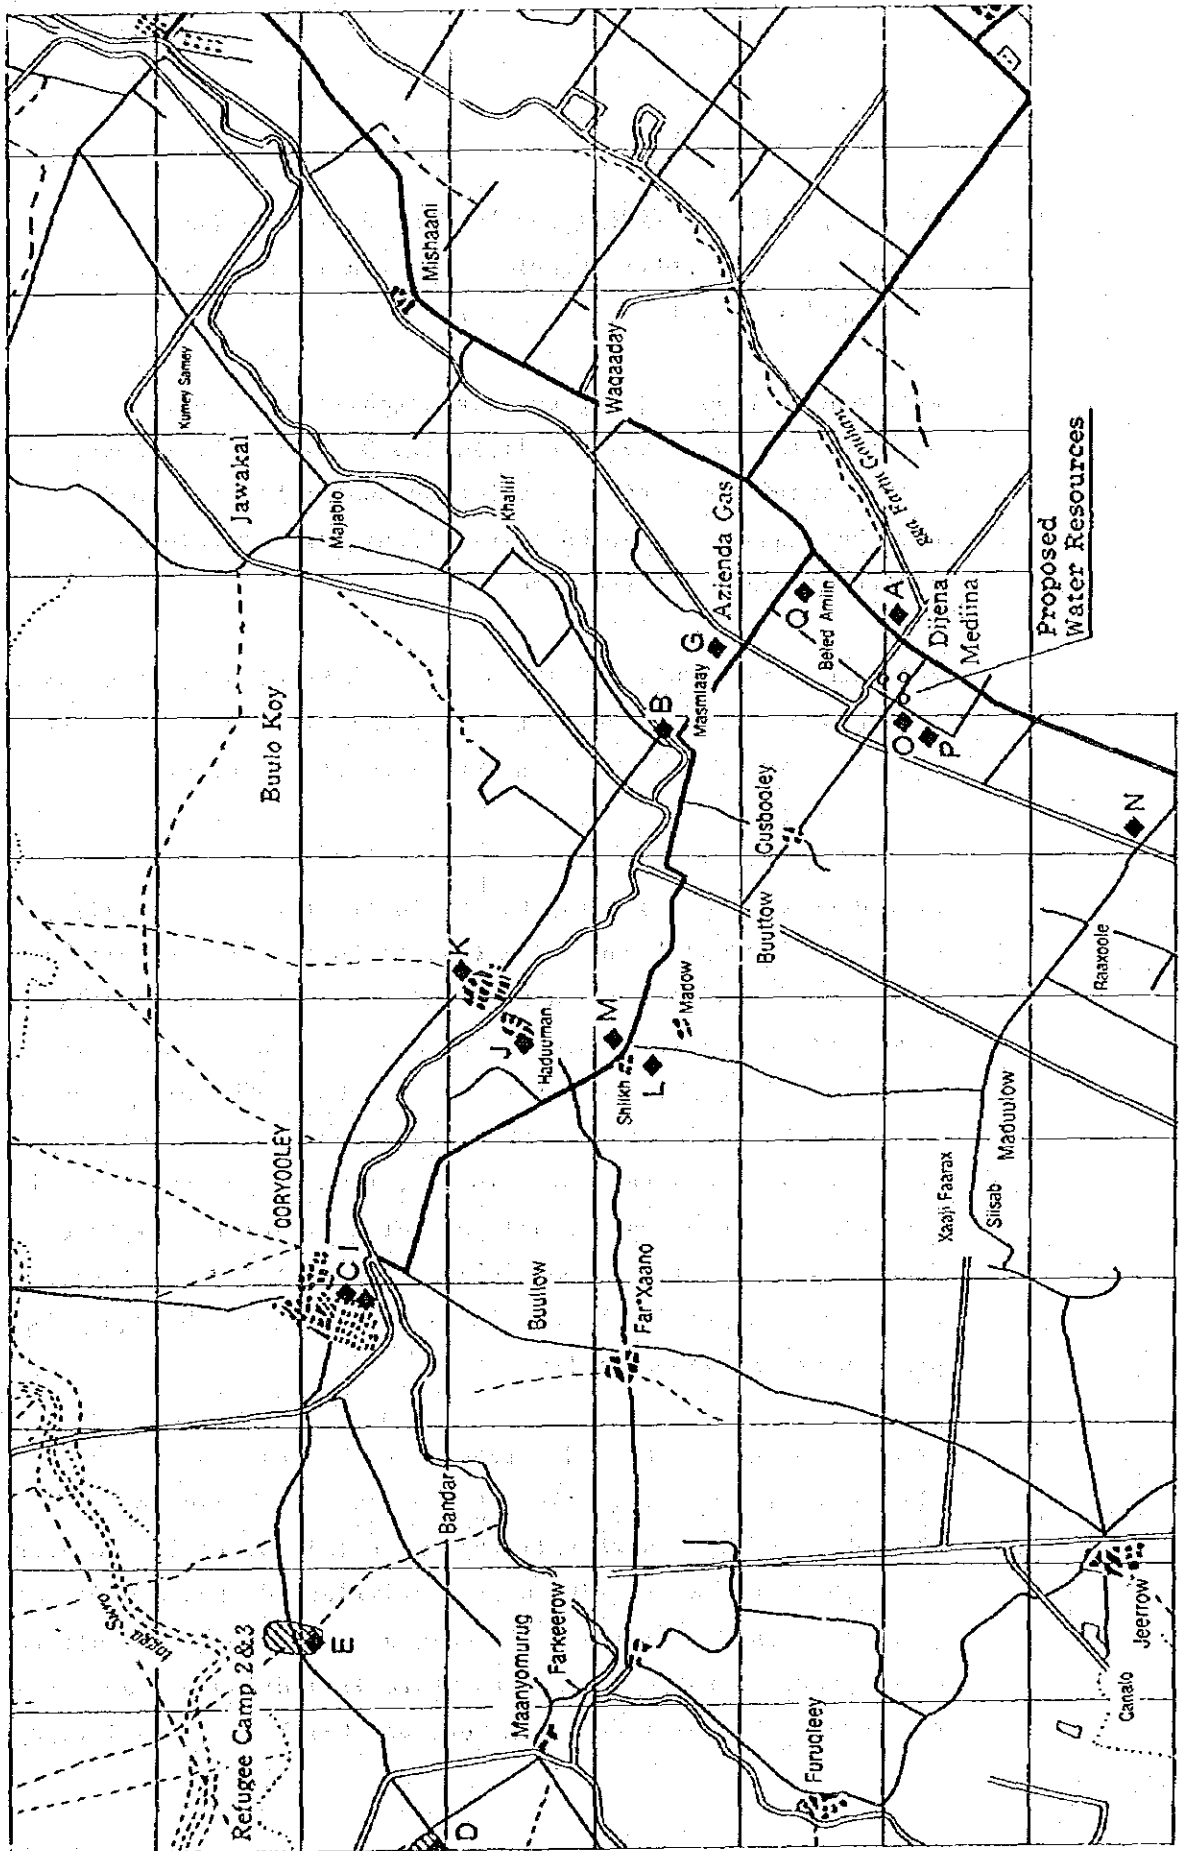 Refugee Camp 2&3
QORYOOLEY
Buulo Koy
Jawakal
Kumey Samey
Majabio
Khaliif
Mishaani
Waqaaday
Azienda Gas
Masmlaay
Beled Amiin
Dijena
Mediina
Proposed
Water Resources
Gusbooley
Buuttow
Madow
Shiikh
Haduuman
Buullow
Far Xaano
Bandar
Farkeerow
Maanyomurug
Furuqleey
Jeerrow
Canalo
Xaaji Faarax
Siisab
Maduulow
Raaxoole
A
B
C
I
D
E
G
J
K
L
M
N
O
P
Q